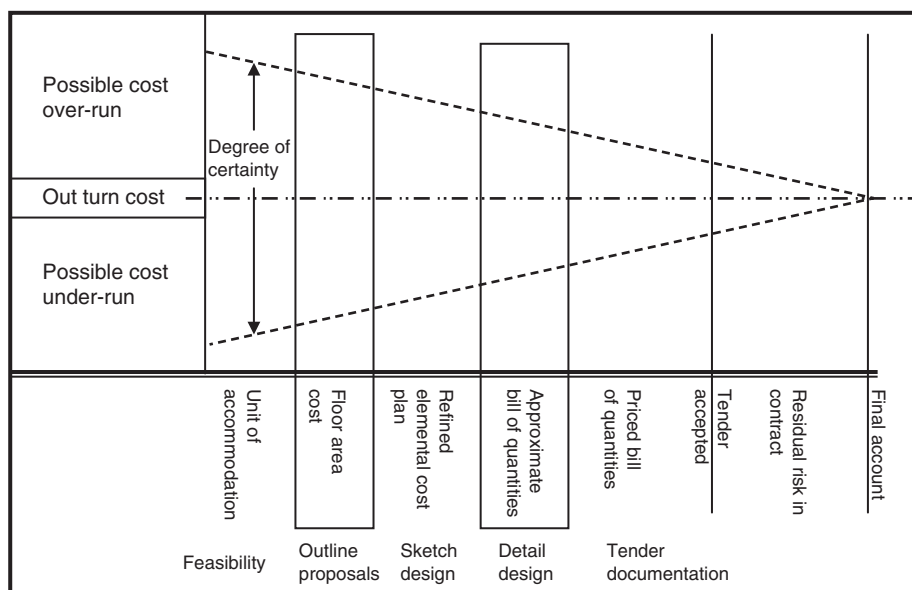 Possible cost
over-run
Degree of
certainty
Out turn cost
Possible cost
under-run
Unit of
accommodation
Floor area
cost
Refined
elemental cost
plan
Approximate
bill of quantities
Priced bill
of quantities
Tender
accepted
Residual risk in
contract
Final account
Feasibility
Outline
proposals
Sketch
design
Detail
design
Tender
documentation